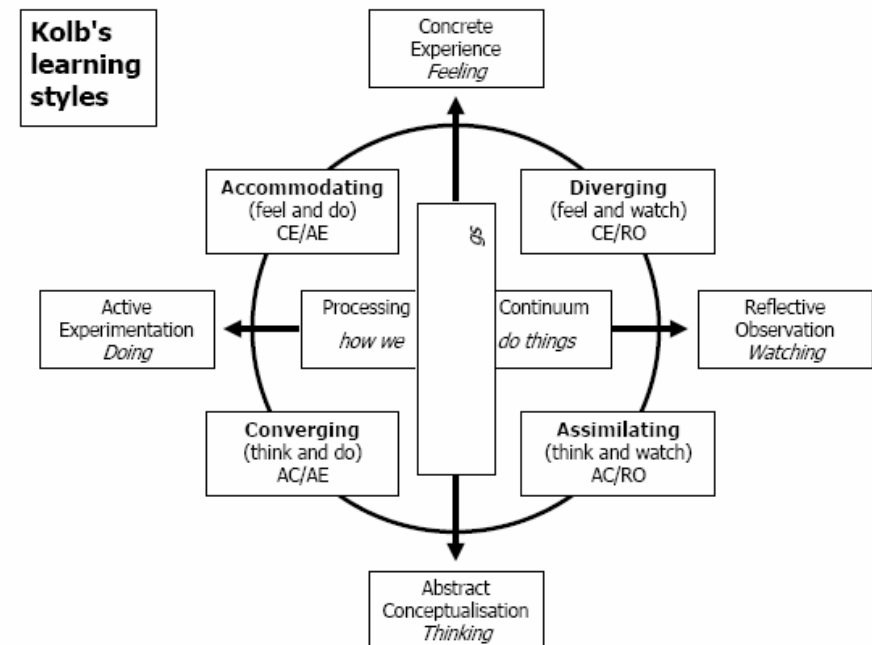 Kolb's
learning
styles
Concrete
Experience
Feeling
Accommodating
(feel and do)
CE/AE
Diverging
(feel and watch)
CE/RO
gs
Active
Experimentation
Doing
Processing
how we
Continuum
do things
Reflective
Observation
Watching
Converging
(think and do)
AC/AE
Assimilating
(think and watch)
AC/RO
Abstract
Conceptualisation
Thinking